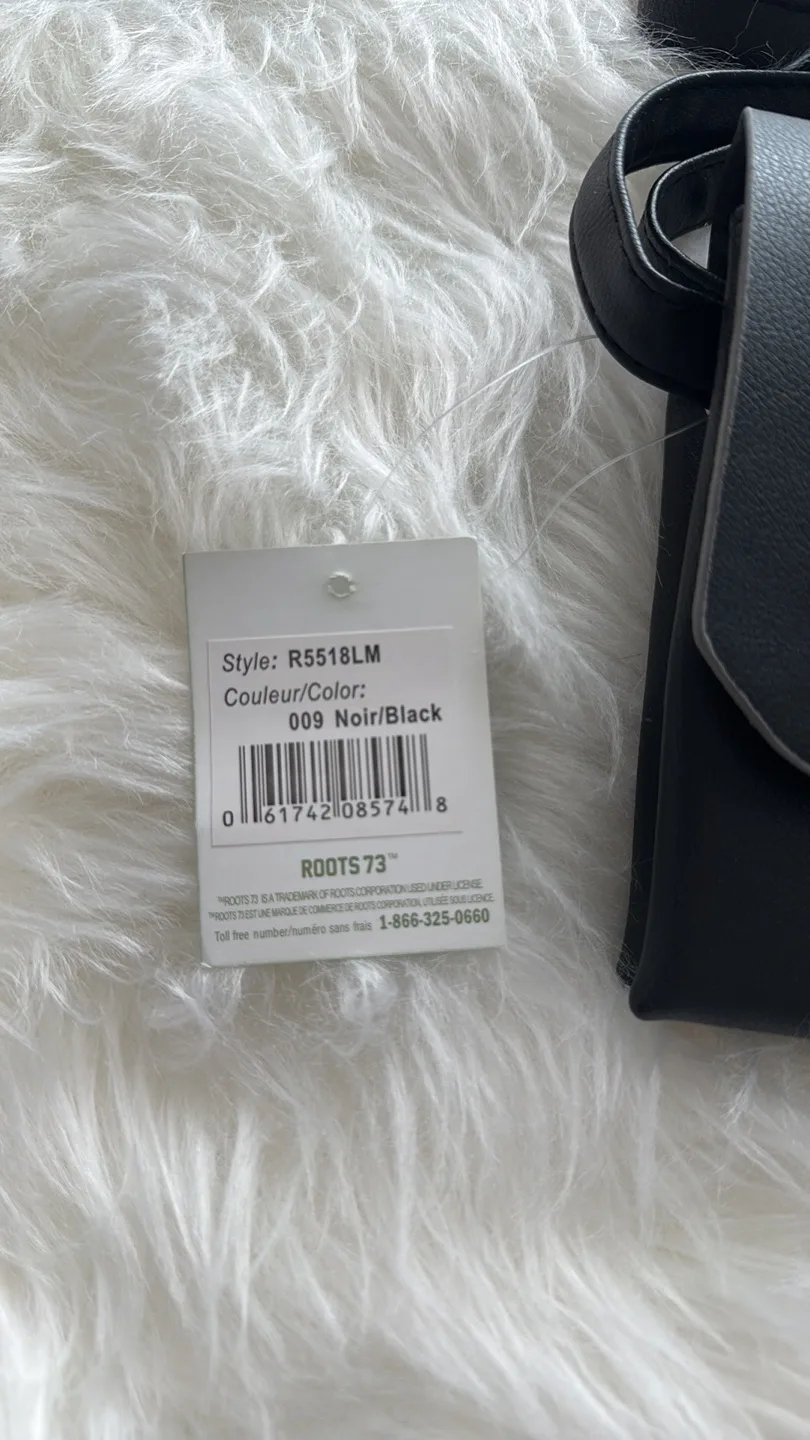 Style: R5518LM
Couleur/Color:
009 Noir/Black
0 61742 08574 8
ROOTS 73™
™ROOTS 73 IS A TRADEMARK OF ROOTS CORPORATION USED UNDER LICENSE.
™ROOTS 73 EST UNE MARQUE DE COMMERCE DE ROOTS CORPORATION, UTILISÉE SOUS LICENCE.
Toll free number/numéro sans frais 1-866-325-0660